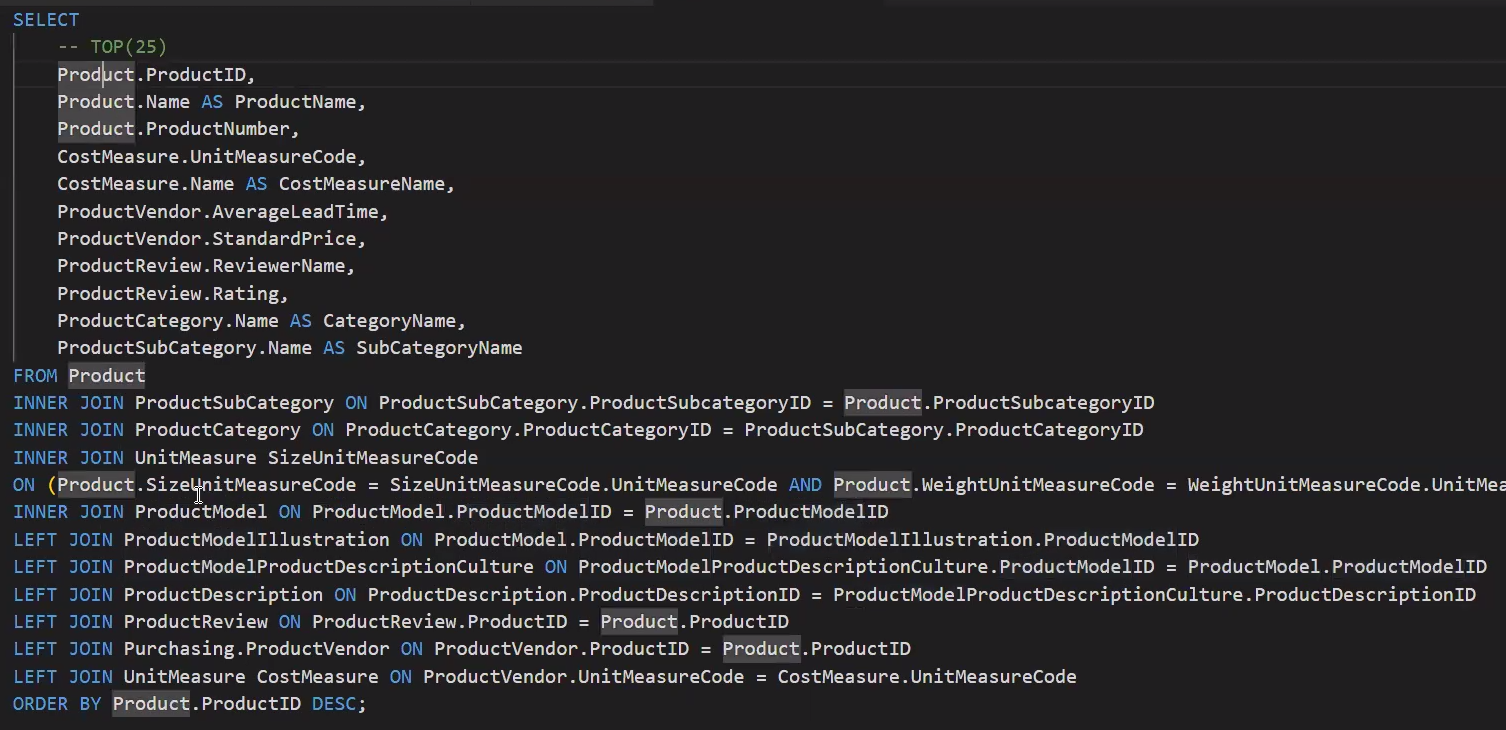 SELECT
-- TOP(25)
Product.ProductID,
Product.Name AS ProductName,
Product.ProductNumber,
CostMeasure.UnitMeasureCode,
CostMeasure.Name AS CostMeasureName,
ProductVendor.AverageLeadTime,
ProductVendor.StandardPrice,
ProductReview.ReviewerName,
ProductReview.Rating,
ProductCategory.Name AS CategoryName,
ProductSubCategory.Name AS SubCategoryName
FROM Product
INNER JOIN ProductSubCategory ON ProductSubCategory.ProductSubcategoryID = Product.ProductSubcategoryID
INNER JOIN ProductCategory ON ProductCategory.ProductCategoryID = ProductSubCategory.ProductCategoryID
INNER JOIN UnitMeasure SizeUnitMeasureCode
ON (Product.SizeUnitMeasureCode = SizeUnitMeasureCode.UnitMeasureCode AND Product.WeightUnitMeasureCode = WeightUnitMeasureCode.UnitMea
INNER JOIN ProductModel ON ProductModel.ProductModelID = Product.ProductModelID
LEFT JOIN ProductModelIllustration ON ProductModel.ProductModelID = ProductModelIllustration.ProductModelID
LEFT JOIN ProductModelProductDescriptionCulture ON ProductModelProductDescriptionCulture.ProductModelID = ProductModel.ProductModelID
LEFT JOIN ProductDescription ON ProductDescription.ProductDescriptionID = ProductModelProductDescriptionCulture.ProductDescriptionID
LEFT JOIN ProductReview ON ProductReview.ProductID = Product.ProductID
LEFT JOIN Purchasing.ProductVendor ON ProductVendor.ProductID = Product.ProductID
LEFT JOIN UnitMeasure CostMeasure ON ProductVendor.UnitMeasureCode = CostMeasure.UnitMeasureCode
ORDER BY Product.ProductID DESC;